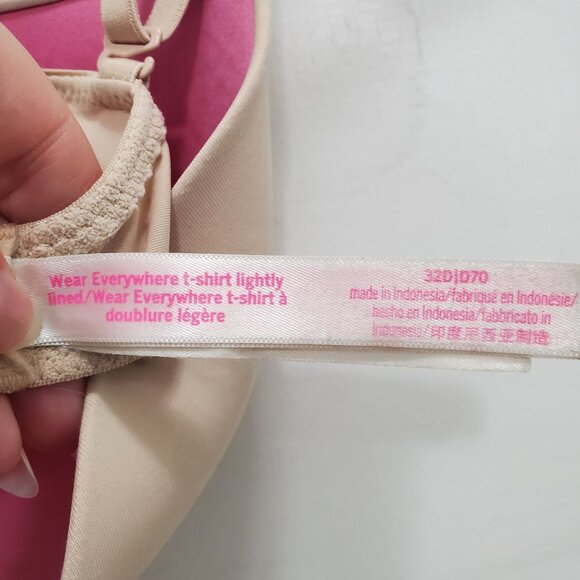 Wear Everywhere t-shirt lightly
lined/Wear Everywhere t-shirt à
doublure légère
32D|D70
made in Indonesia/fabriqué en Indonésie/
hecho en Indonesia/fabbricato in
Indonesia/印度尼西亚制造